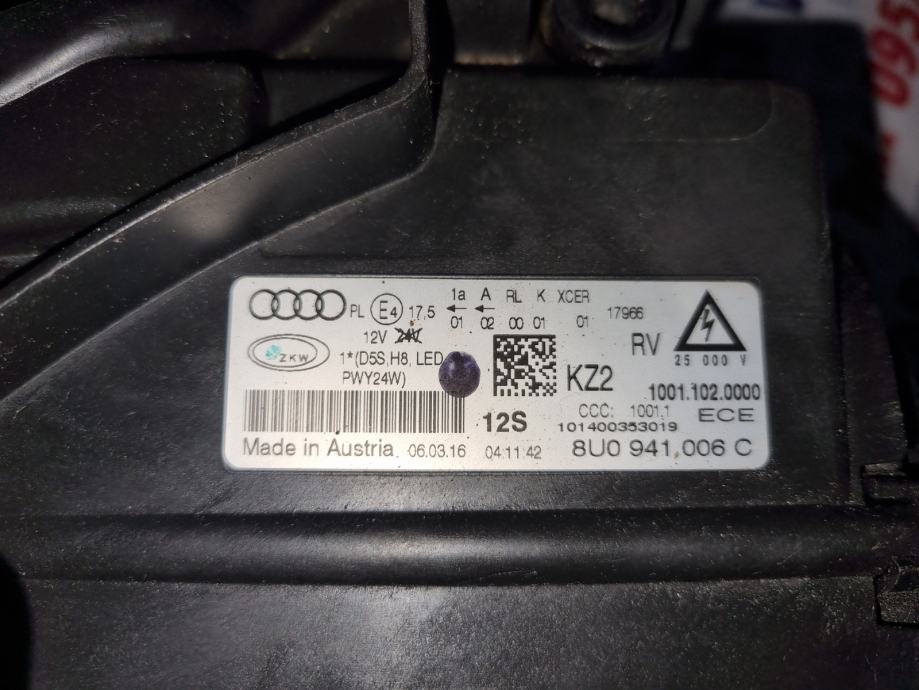 PL E4 17,5 1a A RL K XCER 17966
01 02 00 01 01
12V 24V
ZKW 1*(D5S,H8, LED RV 25 000 V
PWY24W) KZ2 1001.102.0000
12S CCC: 1001.1 ECE
101400353019
Made in Austria 06.03.16 04:11:42 8U0 941 006 C
095